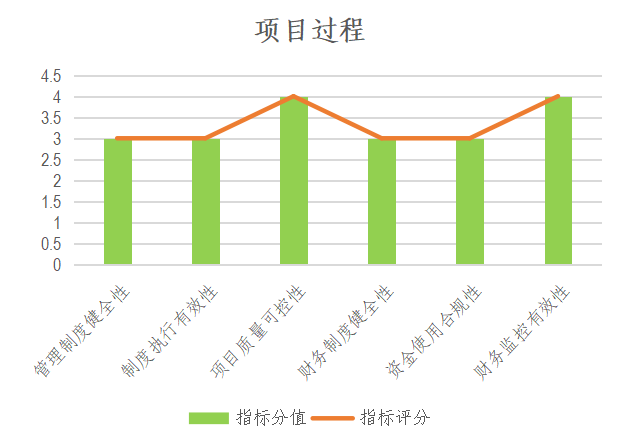 项目过程
4.5
4
3.5
3
2.5
2
1.5
1
0.5
0
管理制度健全性
制度执行有效性
项目质量可控性
财务制度健全性
资金使用合规性
财务监控有效性
指标分值 指标评分